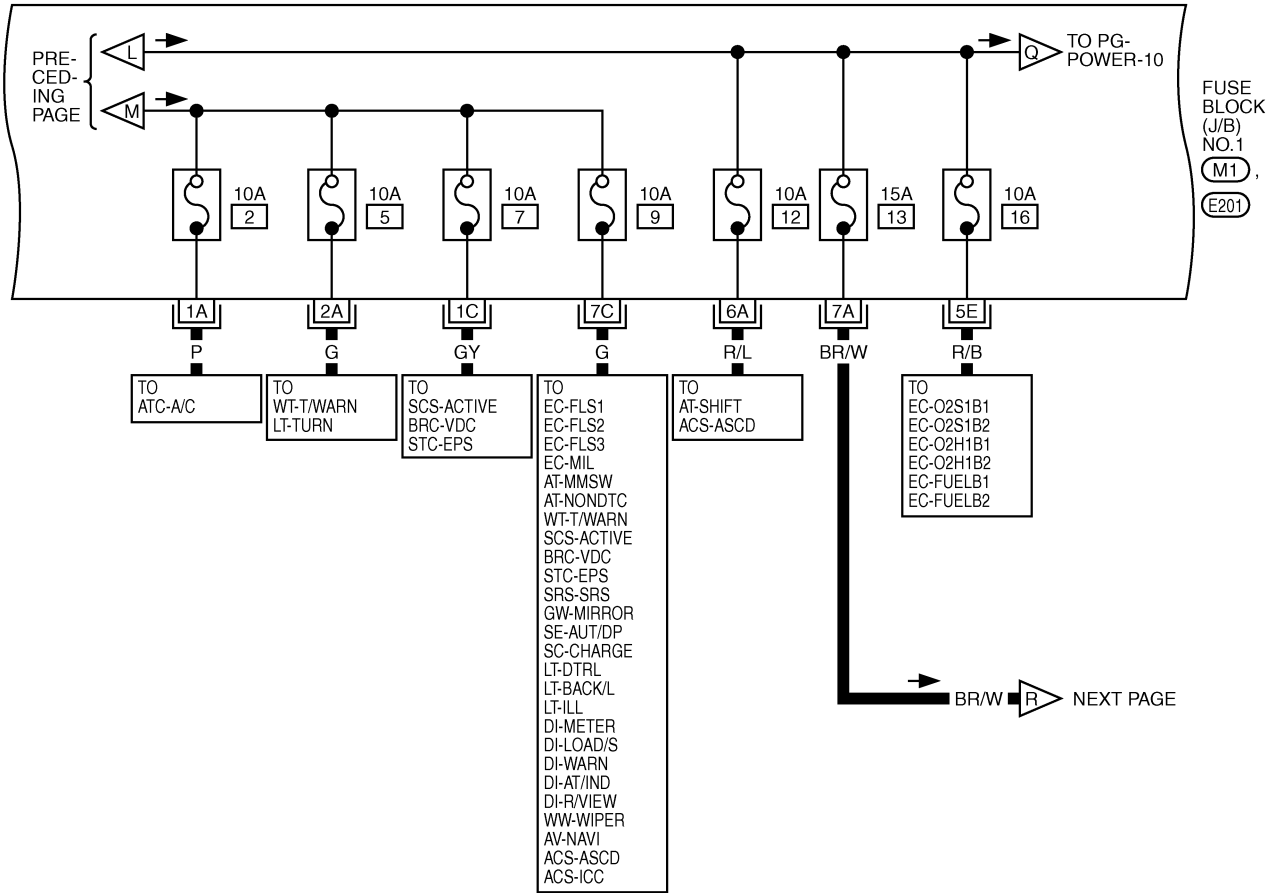 PRE-
CED-
ING
PAGE
L
M
Q
TO PG-
POWER-10
FUSE
BLOCK
(J/B)
NO.1
M1 ,
E201
10A
2
10A
5
10A
7
10A
9
10A
12
15A
13
10A
16
1A
2A
1C
7C
6A
7A
5E
P
G
GY
G
R/L
BR/W
R/B
TO
ATC-A/C
TO
WT-T/WARN
LT-TURN
TO
SCS-ACTIVE
BRC-VDC
STC-EPS
TO
EC-FLS1
EC-FLS2
EC-FLS3
EC-MIL
AT-MMSW
AT-NONDTC
WT-T/WARN
SCS-ACTIVE
BRC-VDC
STC-EPS
SRS-SRS
GW-MIRROR
SE-AUT/DP
SC-CHARGE
LT-DTRL
LT-BACK/L
LT-ILL
DI-METER
DI-LOAD/S
DI-WARN
DI-AT/IND
DI-R/VIEW
WW-WIPER
AV-NAVI
ACS-ASCD
ACS-ICC
TO
AT-SHIFT
ACS-ASCD
TO
EC-O2S1B1
EC-O2S1B2
EC-O2H1B1
EC-O2H1B2
EC-FUELB1
EC-FUELB2
BR/W
R
NEXT PAGE